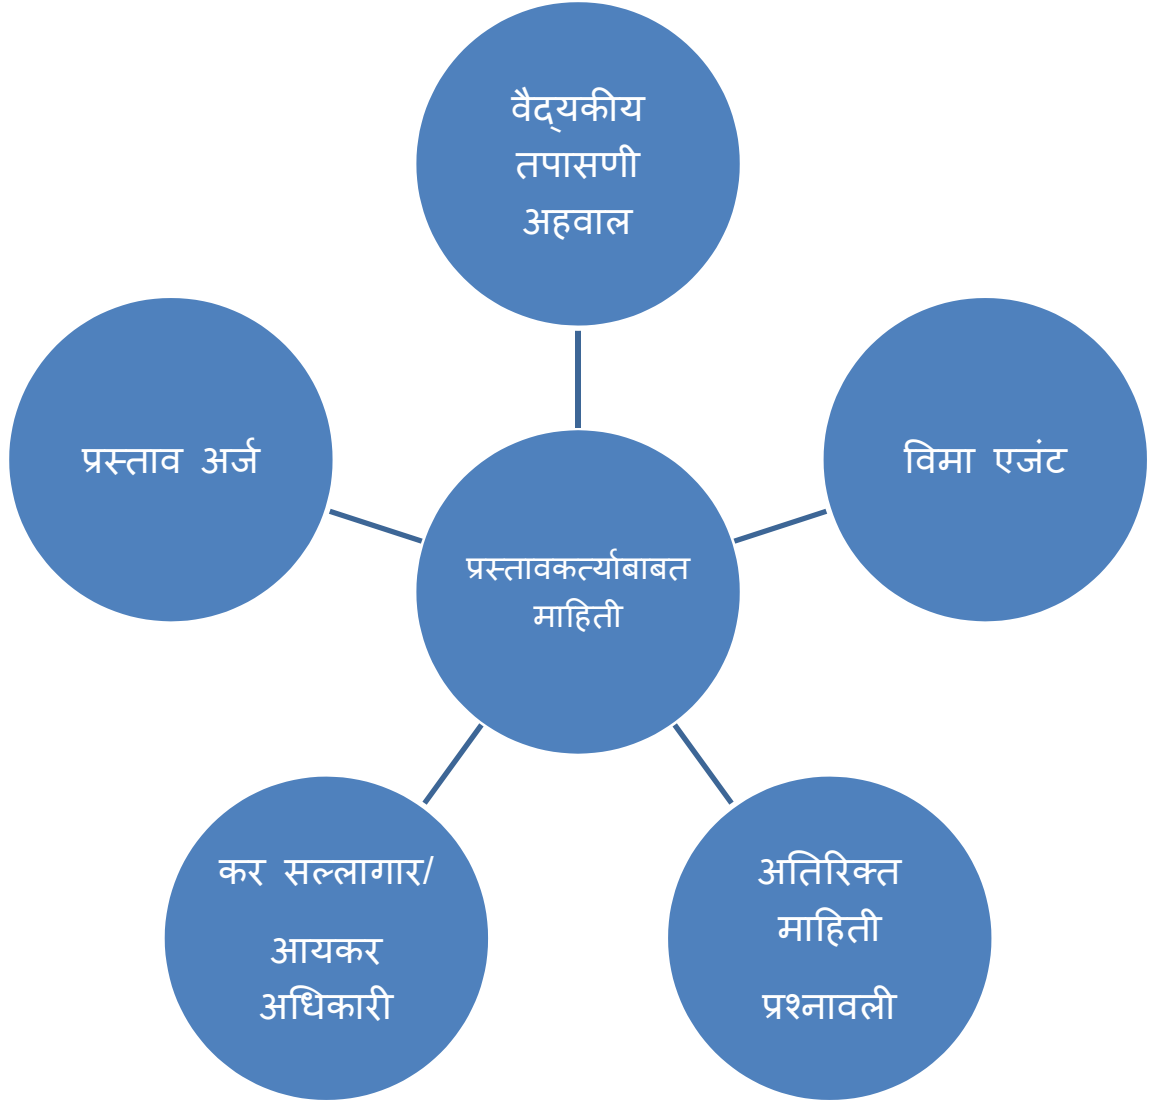 वैद्यकीय
तपासणी
अहवाल
प्रस्ताव अर्ज
विमा एजंट
प्रस्तावकर्त्याबाबत
माहिती
कर सल्लागार/
आयकर
अधिकारी
अतिरिक्त
माहिती
प्रश्नावली